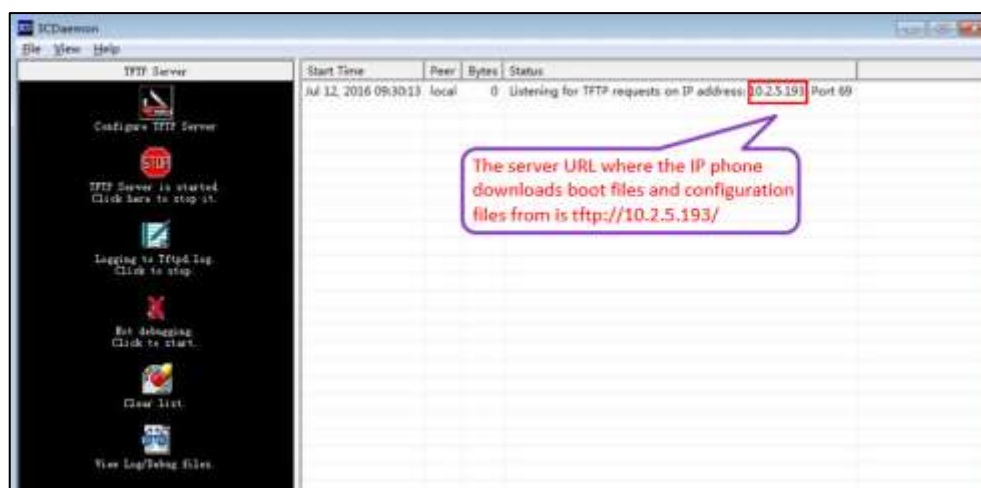 3CDaemon
File View Help
TFTP Server
Start Time Peer Bytes Status
Jul 12, 2016 09:30:13 local 0 Listening for TFTP requests on IP address: 10.2.5.193, Port 69
Configure TFTP Server
TFTP Server is started.
Click here to stop it.
Logging to Tftpd.log.
Click to stop.
Not debugging.
Click to start.
Clear list.
View Log/Debug files.
The server URL where the IP phone
downloads boot files and configuration
files from is tftp://10.2.5.193/